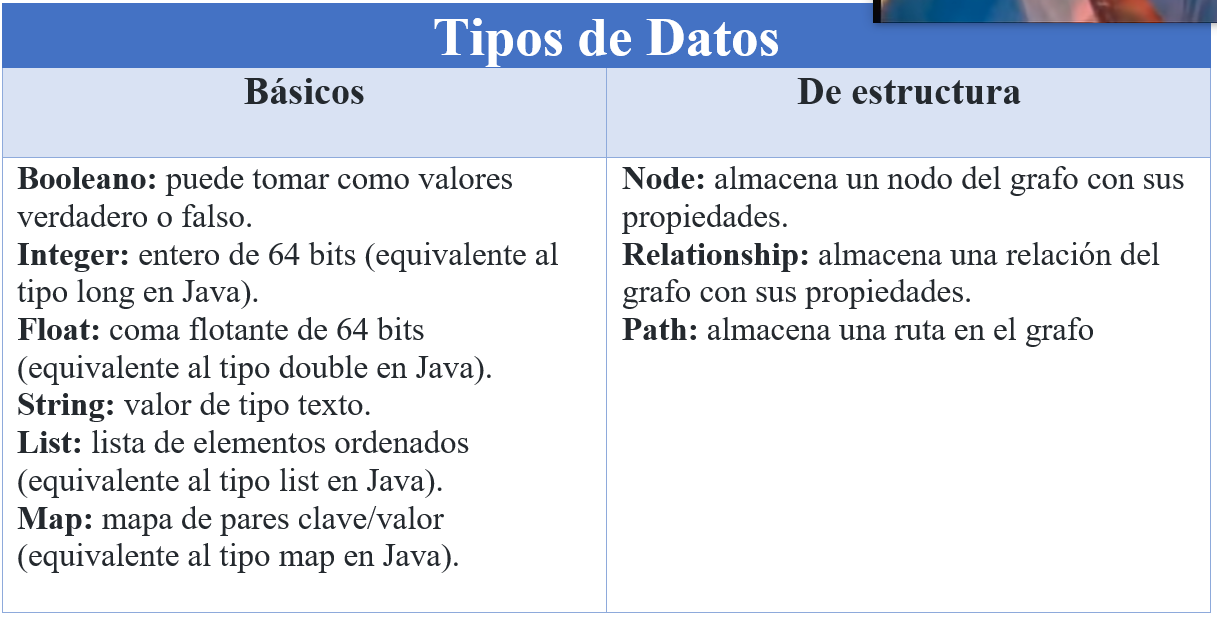 Tipos de Datos
Básicos
De estructura
Booleano: puede tomar como valores
verdadero o falso.
Integer: entero de 64 bits (equivalente al
tipo long en Java).
Float: coma flotante de 64 bits
(equivalente al tipo double en Java).
String: valor de tipo texto.
List: lista de elementos ordenados
(equivalente al tipo list en Java).
Map: mapa de pares clave/valor
(equivalente al tipo map en Java).
Node: almacena un nodo del grafo con sus
propiedades.
Relationship: almacena una relación del
grafo con sus propiedades.
Path: almacena una ruta en el grafo